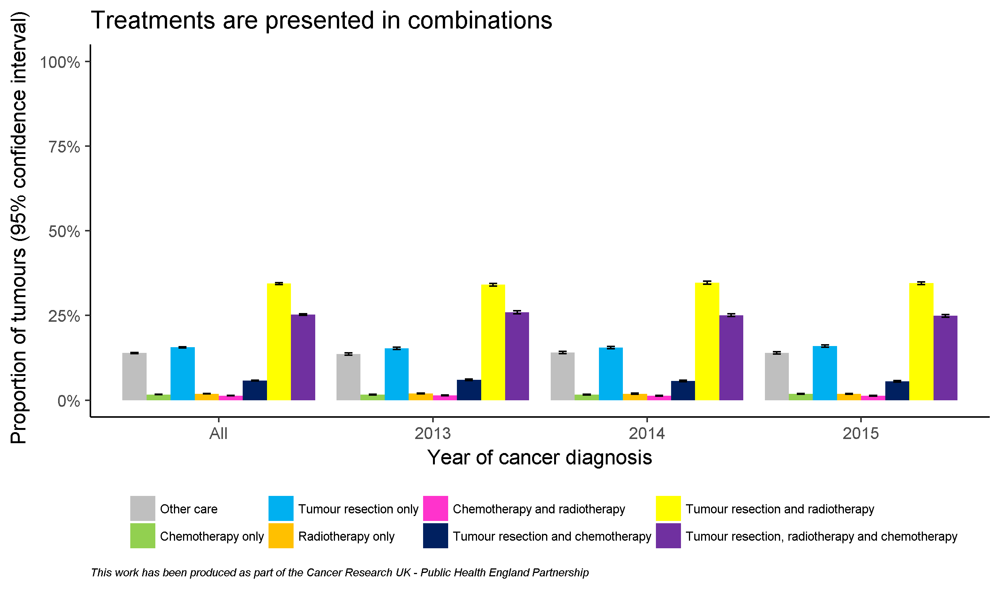 Treatments are presented in combinations
Proportion of tumours (95% confidence interval)
100%
75%
50%
25%
0%
All 2013 2014 2015
Year of cancer diagnosis
Other care Tumour resection only Chemotherapy and radiotherapy Tumour resection and radiotherapy
Chemotherapy only Radiotherapy only Tumour resection and chemotherapy Tumour resection, radiotherapy and chemotherapy
This work has been produced as part of the Cancer Research UK - Public Health England Partnership